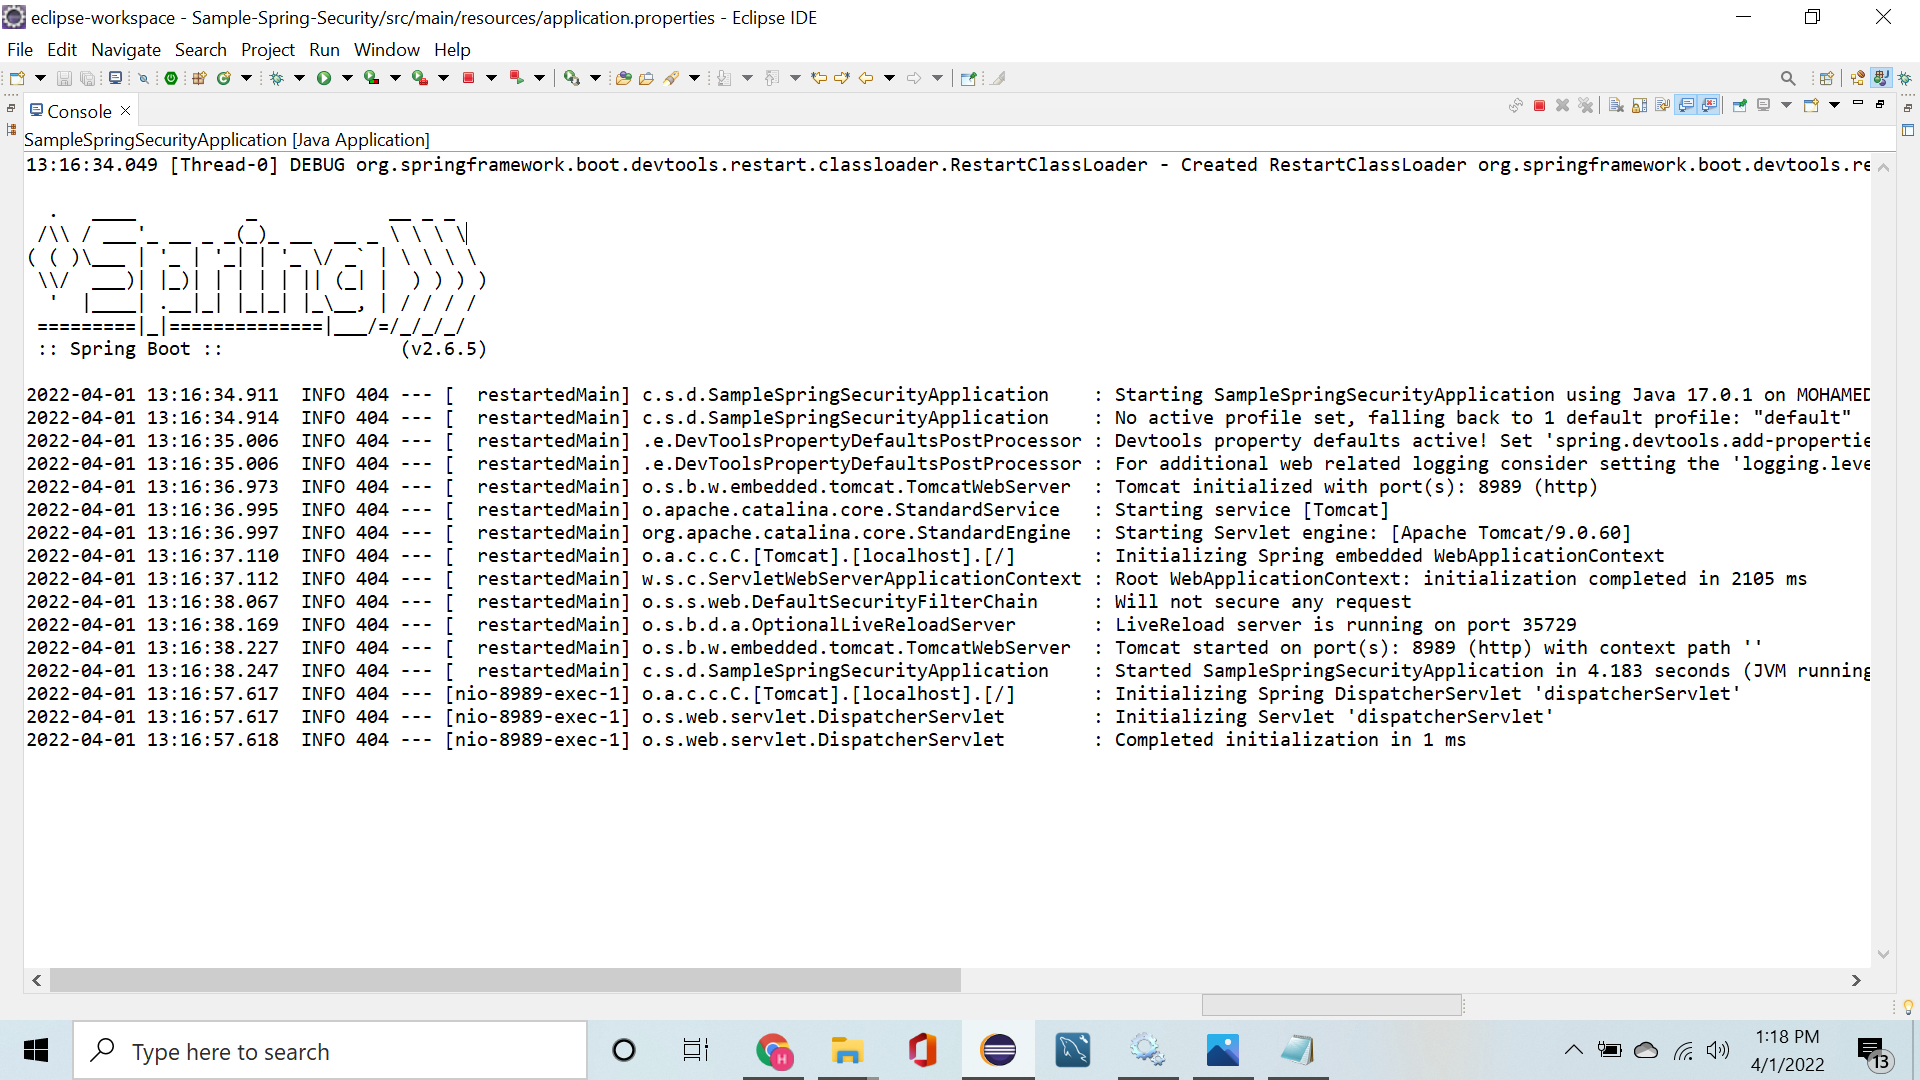 eclipse-workspace - Sample-Spring-Security/src/main/resources/application.properties - Eclipse IDE
File Edit Navigate Search Project Run Window Help
Console
SampleSpringSecurityApplication [Java Application]
13:16:34.049 [Thread-0] DEBUG org.springframework.boot.devtools.restart.classloader.RestartClassLoader - Created RestartClassLoader org.springframework.boot.devtools.re
  .   ____          _            __ _ _
 /\\ / ___'_ __ _ _(_)_ __  __ _ \ \ \ \
( ( )\___ | '_ | '_| | '_ \/ _` | \ \ \ \
 \\/  ___)| |_)| | | | | || (_| |  ) ) ) )
  '  |____| .__|_| |_|_| |_\__, | / / / /
 =========|_|==============|___/=/_/_/_/
 :: Spring Boot ::                (v2.6.5)
2022-04-01 13:16:34.911  INFO 404 --- [  restartedMain] c.s.d.SampleSpringSecurityApplication    : Starting SampleSpringSecurityApplication using Java 17.0.1 on MOHAMED
2022-04-01 13:16:34.914  INFO 404 --- [  restartedMain] c.s.d.SampleSpringSecurityApplication    : No active profile set, falling back to 1 default profile: "default"
2022-04-01 13:16:35.006  INFO 404 --- [  restartedMain] .e.DevToolsPropertyDefaultsPostProcessor : Devtools property defaults active! Set 'spring.devtools.add-propertie
2022-04-01 13:16:35.006  INFO 404 --- [  restartedMain] .e.DevToolsPropertyDefaultsPostProcessor : For additional web related logging consider setting the 'logging.leve
2022-04-01 13:16:36.973  INFO 404 --- [  restartedMain] o.s.b.w.embedded.tomcat.TomcatWebServer  : Tomcat initialized with port(s): 8989 (http)
2022-04-01 13:16:36.995  INFO 404 --- [  restartedMain] o.apache.catalina.core.StandardService   : Starting service [Tomcat]
2022-04-01 13:16:36.997  INFO 404 --- [  restartedMain] org.apache.catalina.core.StandardEngine  : Starting Servlet engine: [Apache Tomcat/9.0.60]
2022-04-01 13:16:37.110  INFO 404 --- [  restartedMain] o.a.c.c.C.[Tomcat].[localhost].[/]       : Initializing Spring embedded WebApplicationContext
2022-04-01 13:16:37.112  INFO 404 --- [  restartedMain] w.s.c.ServletWebServerApplicationContext : Root WebApplicationContext: initialization completed in 2105 ms
2022-04-01 13:16:38.067  INFO 404 --- [  restartedMain] o.s.s.web.DefaultSecurityFilterChain     : Will not secure any request
2022-04-01 13:16:38.169  INFO 404 --- [  restartedMain] o.s.b.d.a.OptionalLiveReloadServer       : LiveReload server is running on port 35729
2022-04-01 13:16:38.227  INFO 404 --- [  restartedMain] o.s.b.w.embedded.tomcat.TomcatWebServer  : Tomcat started on port(s): 8989 (http) with context path ''
2022-04-01 13:16:38.247  INFO 404 --- [  restartedMain] c.s.d.SampleSpringSecurityApplication    : Started SampleSpringSecurityApplication in 4.183 seconds (JVM running
2022-04-01 13:16:57.617  INFO 404 --- [nio-8989-exec-1] o.a.c.c.C.[Tomcat].[localhost].[/]       : Initializing Spring DispatcherServlet 'dispatcherServlet'
2022-04-01 13:16:57.617  INFO 404 --- [nio-8989-exec-1] o.s.web.servlet.DispatcherServlet        : Initializing Servlet 'dispatcherServlet'
2022-04-01 13:16:57.618  INFO 404 --- [nio-8989-exec-1] o.s.web.servlet.DispatcherServlet        : Completed initialization in 1 ms
Type here to search
H
1:18 PM
4/1/2022
13